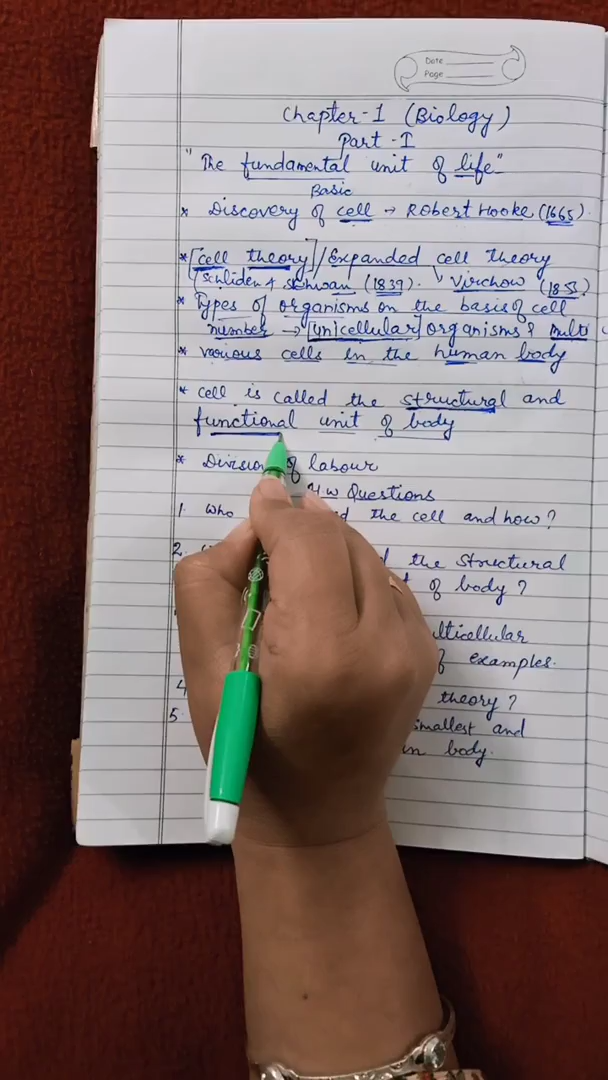 Date
Page
Chapter-1 (Biology)
Part-I
"The fundamental unit of life"
Basic
* Discovery of cell → Robert Hooke (1665).
* [cell theory]/Expanded cell theory
(Schliden & Schwan (1839). Virchow (1855)
* Types of organisms on the basis of cell
number → [unicellular] organisms & multi
* various cells in the human body
* cell is called the structural and
functional unit of body
* Division of labour
H.w Questions
1. Who the cell and how?
2. the structural
of body?
of examples.
4 theory?
5. smallest and
in body.